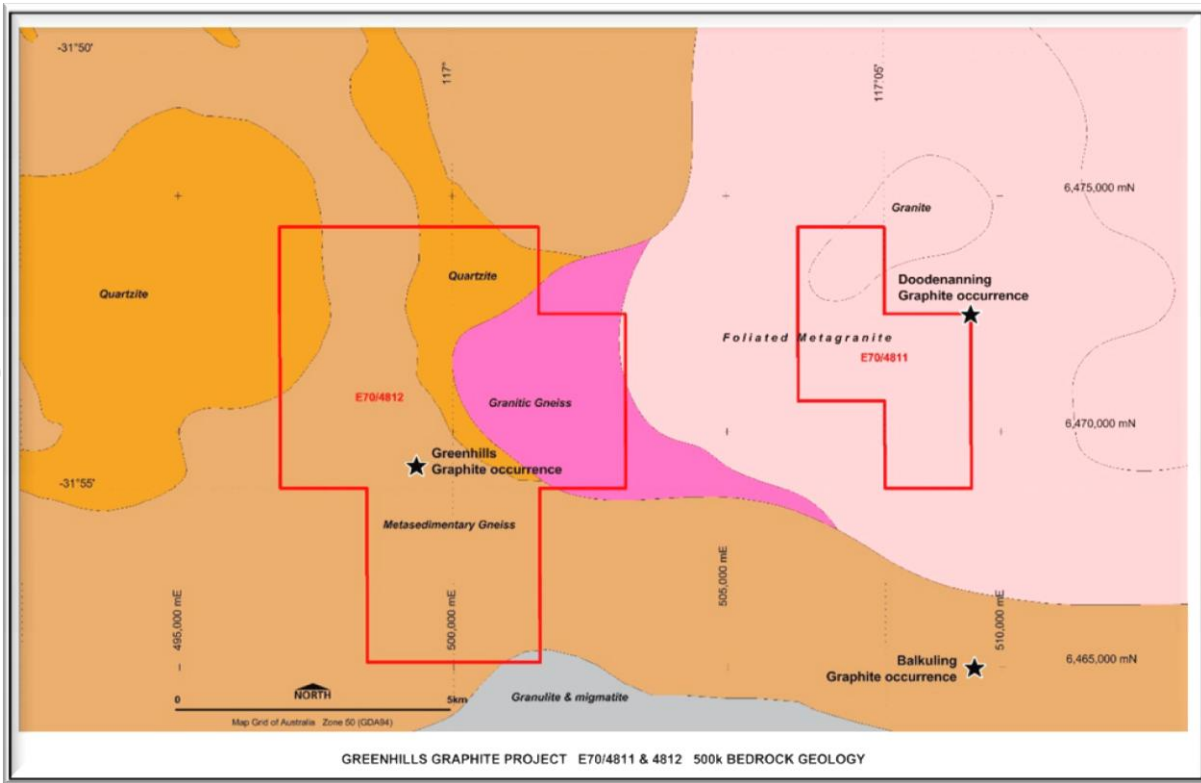 -31°50'
117°
117°05'
6,475,000 mN
Granite
Quartzite
Quartzite
Doodenanning
Graphite occurrence
Foliated Metagranite
E70/4811
E70/4812
Granitic Gneiss
6,470,000 mN
Greenhills
Graphite occurrence
-31°55'
Metasedimentary Gneiss
495,000 mE
500,000 mE
505,000 mE
510,000 mE
Balkuling
Graphite occurrence
6,465,000 mN
NORTH
Granulite & migmatite
0
5km
Map Grid of Australia Zone 50 (GDA94)
GREENHILLS GRAPHITE PROJECT E70/4811 & 4812 500k BEDROCK GEOLOGY